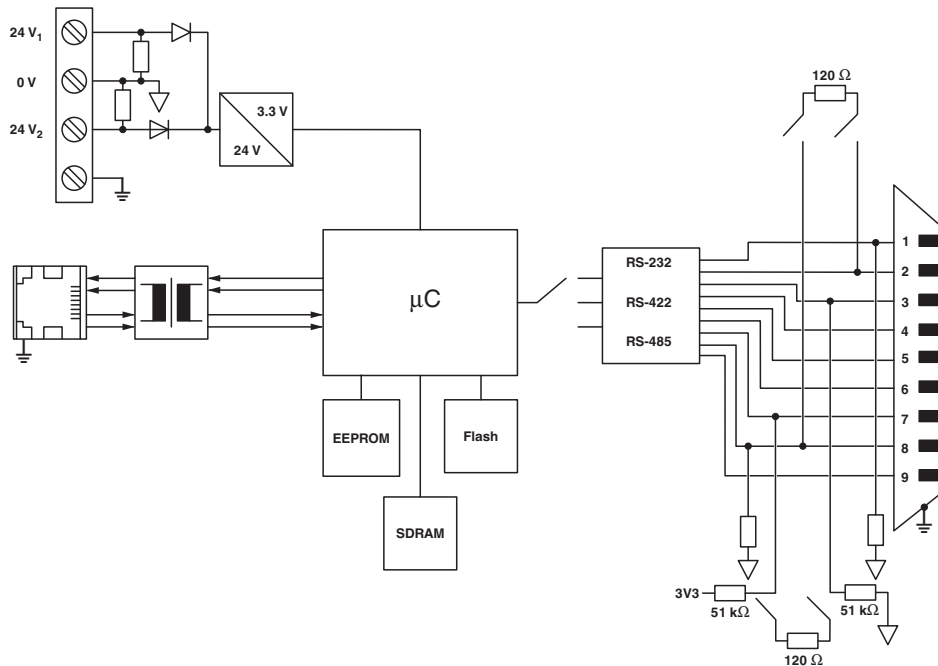 24 V1
0 V
24 V2
3.3 V
24 V
120 Ω
µC
RS-232
RS-422
RS-485
1
2
3
4
5
6
7
8
9
EEPROM
Flash
SDRAM
3V3
51 kΩ
51 kΩ
120 Ω